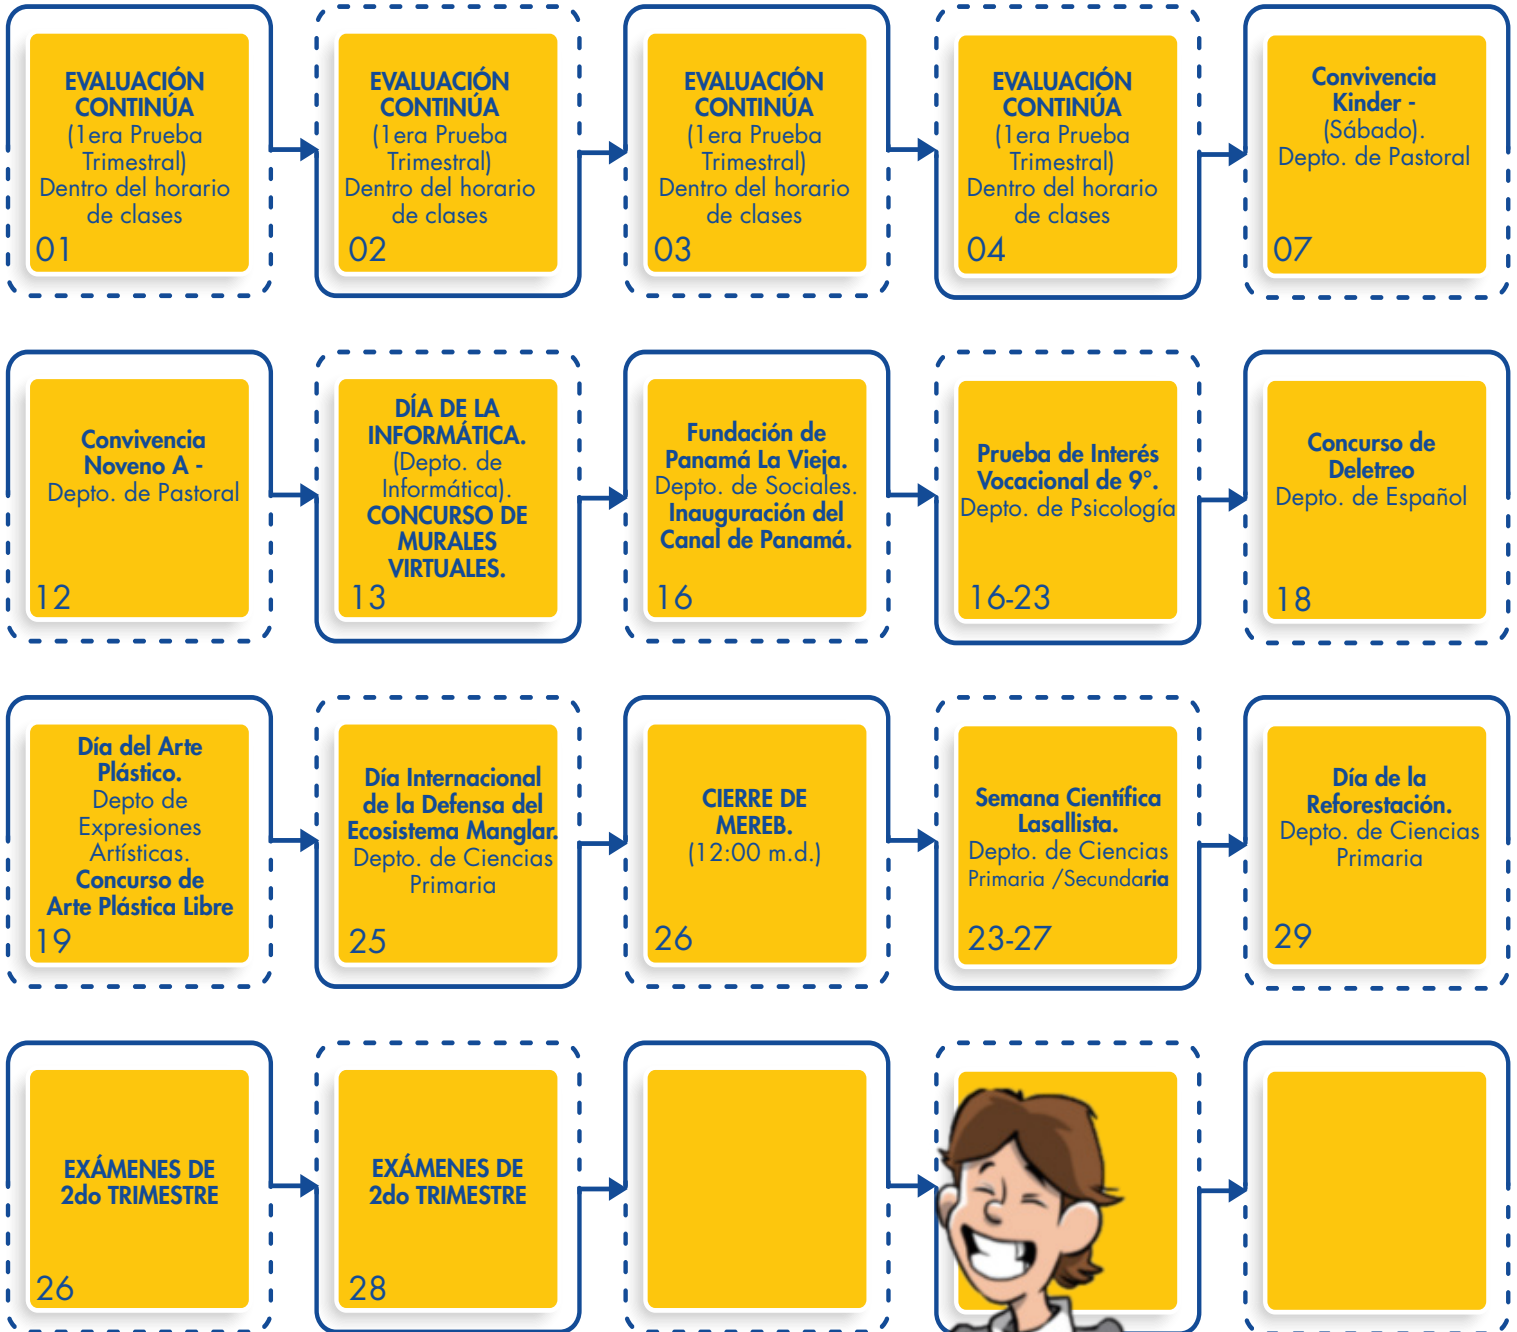 EVALUACIÓN
CONTINÚA
(1era Prueba
Trimestral)
Dentro del horario
de clases
01
EVALUACIÓN
CONTINÚA
(1era Prueba
Trimestral)
Dentro del horario
de clases
02
EVALUACIÓN
CONTINÚA
(1era Prueba
Trimestral)
Dentro del horario
de clases
03
EVALUACIÓN
CONTINÚA
(1era Prueba
Trimestral)
Dentro del horario
de clases
04
Convivencia
Kinder -
(Sábado).
Depto. de Pastoral
07
Convivencia
Noveno A -
Depto. de Pastoral
12
DÍA DE LA
INFORMÁTICA.
(Depto. de
Informática).
CONCURSO DE
MURALES
VIRTUALES.
13
Fundación de
Panamá La Vieja.
Depto. de Sociales.
Inauguración del
Canal de Panamá.
16
Prueba de Interés
Vocacional de 9°.
Depto. de Psicología
16-23
Concurso de
Deletreo
Depto. de Español
18
Día del Arte
Plástico.
Depto de
Expresiones
Artísticas.
Concurso de
Arte Plástica Libre
19
Día Internacional
de la Defensa del
Ecosistema Manglar.
Depto. de Ciencias
Primaria
25
CIERRE DE
MEREB.
(12:00 m.d.)
26
Semana Científica
Lasallista.
Depto. de Ciencias
Primaria /Secundaria
23-27
Día de la
Reforestación.
Depto. de Ciencias
Primaria
29
EXÁMENES DE
2do TRIMESTRE
26
EXÁMENES DE
2do TRIMESTRE
28